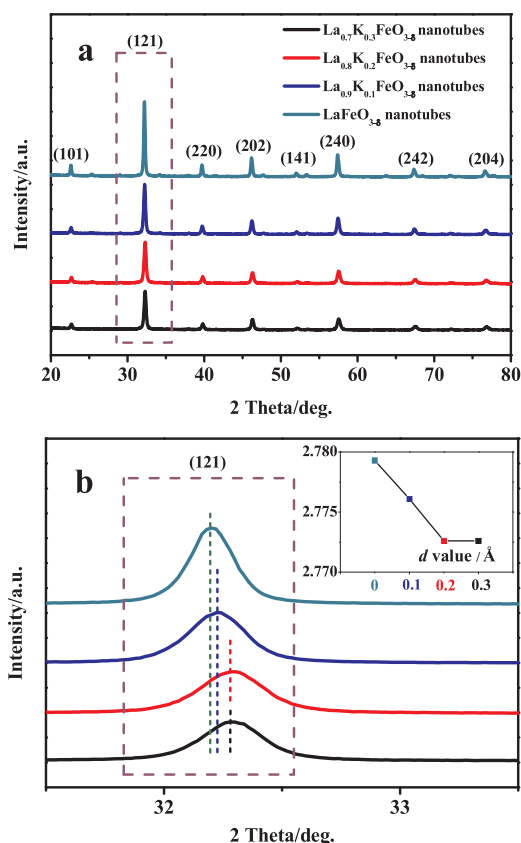 a
La0.7K0.3FeO3-δ nanotubes
La0.8K0.2FeO3-δ nanotubes
La0.9K0.1FeO3-δ nanotubes
LaFeO3-δ nanotubes
(121)
(101)
(220)
(202)
(141)
(240)
(242)
(204)
Intensity/a.u.
20 30 40 50 60 70 80
2 Theta/deg.
b
(121)
2.780
2.775
2.770
d value / Å
0 0.1 0.2 0.3
Intensity/a.u.
32 33
2 Theta/deg.